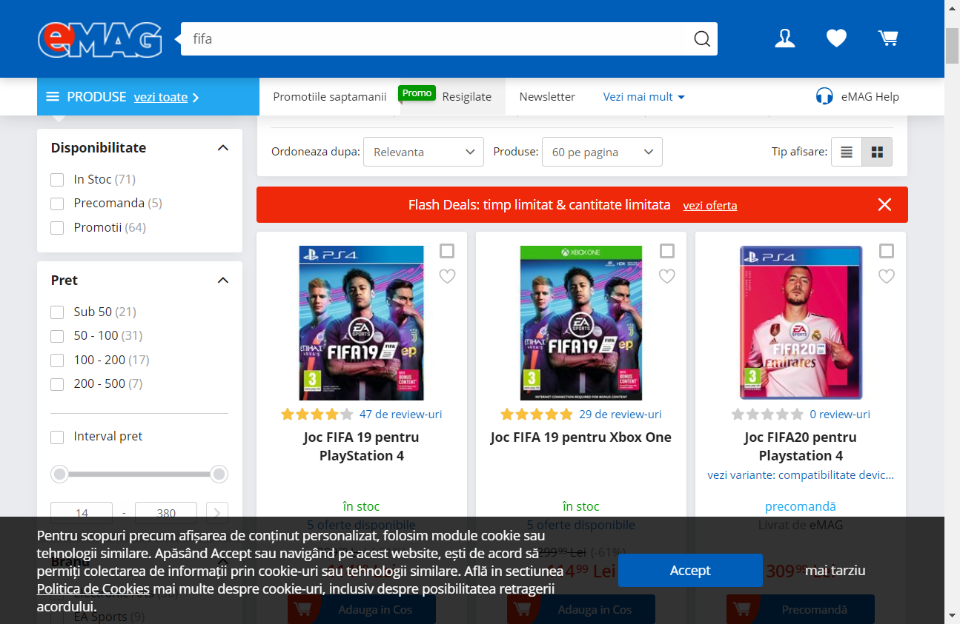 eMAG
fifa
PRODUSE vezi toate
Promotiile saptamanii
Promo
Resigilate
Newsletter
Vezi mai mult
eMAG Help
Disponibilitate
In Stoc (71)
Precomanda (5)
Promotii (64)
Pret
Sub 50 (21)
50 - 100 (31)
100 - 200 (17)
200 - 500 (7)
Interval pret
14 - 380
Ordoneaza dupa: Relevanta
Produse: 60 pe pagina
Tip afisare:
Flash Deals: timp limitat & cantitate limitata vezi oferta
PS4
FIFA19
47 de review-uri
Joc FIFA 19 pentru
PlayStation 4
în stoc
5 oferte disponibile
Adauga in Cos
XBOX ONE
EA SPORTS
FIFA19
29 de review-uri
Joc FIFA 19 pentru Xbox One
în stoc
5 oferte disponibile
(-61%)
Lei
Adauga in Cos
PS4
FIFA20
Emirates
0 review-uri
Joc FIFA20 pentru
Playstation 4
vezi variante: compatibilitate devic...
precomandă
Livrat de eMAG
309
Precomandă
Brand
EA Sports (9)
Pentru scopuri precum afișarea de conținut personalizat, folosim module cookie sau
tehnologii similare. Apăsând Accept sau navigând pe acest website, ești de acord să
permiți colectarea de informații prin cookie-uri sau tehnologii similare. Află in sectiunea
Politica de Cookies mai multe despre cookie-uri, inclusiv despre posibilitatea retragerii
acordului.
Accept
mai tarziu